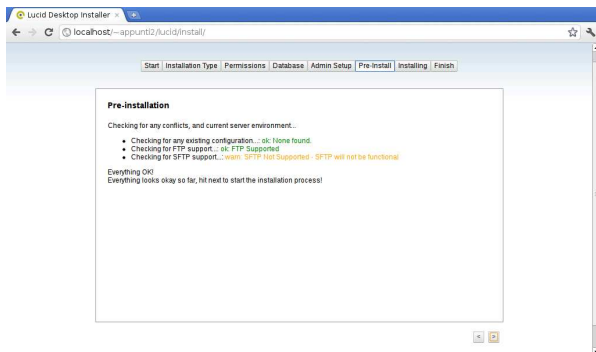 Lucid Desktop Installer
localhost/~appunti2/lucid/install/
Start Installation Type Permissions Database Admin Setup Pre-Install Installing Finish
Pre-installation
Checking for any conflicts, and current server environment...
Checking for any existing configuration...: ok: None found.
Checking for FTP support...: ok: FTP Supported
Checking for SFTP support...: warn: SFTP Not Supported - SFTP will not be functional
Everything OK!
Everything looks okay so far, hit next to start the installation process!
< >